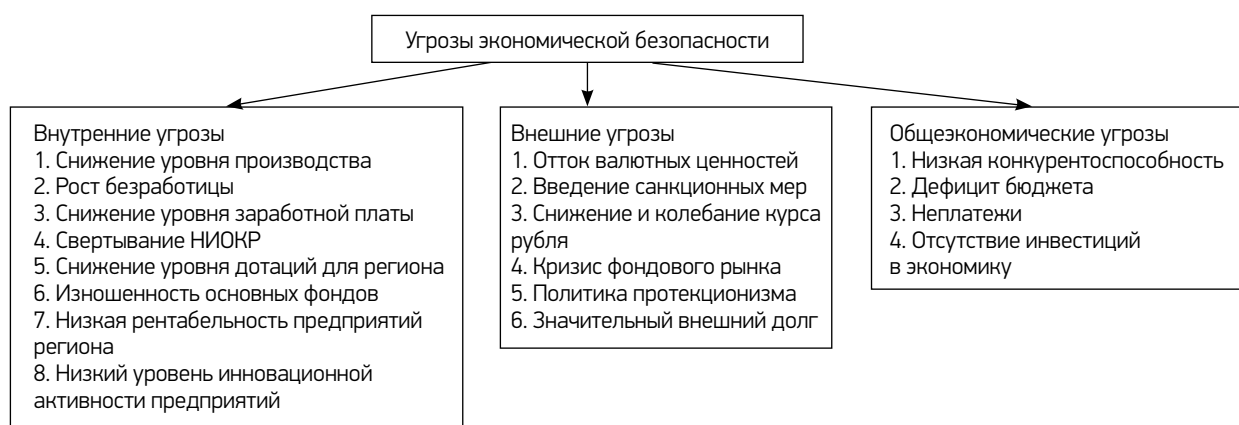 Угрозы экономической безопасности
Внутренние угрозы
1. Снижение уровня производства
2. Рост безработицы
3. Снижение уровня заработной платы
4. Свертывание НИОКР
5. Снижение уровня дотаций для региона
6. Изношенность основных фондов
7. Низкая рентабельность предприятий
региона
8. Низкий уровень инновационной
активности предприятий
Внешние угрозы
1. Отток валютных ценностей
2. Введение санкционных мер
3. Снижение и колебание курса
рубля
4. Кризис фондового рынка
5. Политика протекционизма
6. Значительный внешний долг
Общеэкономические угрозы
1. Низкая конкурентоспособность
2. Дефицит бюджета
3. Неплатежи
4. Отсутствие инвестиций
в экономику